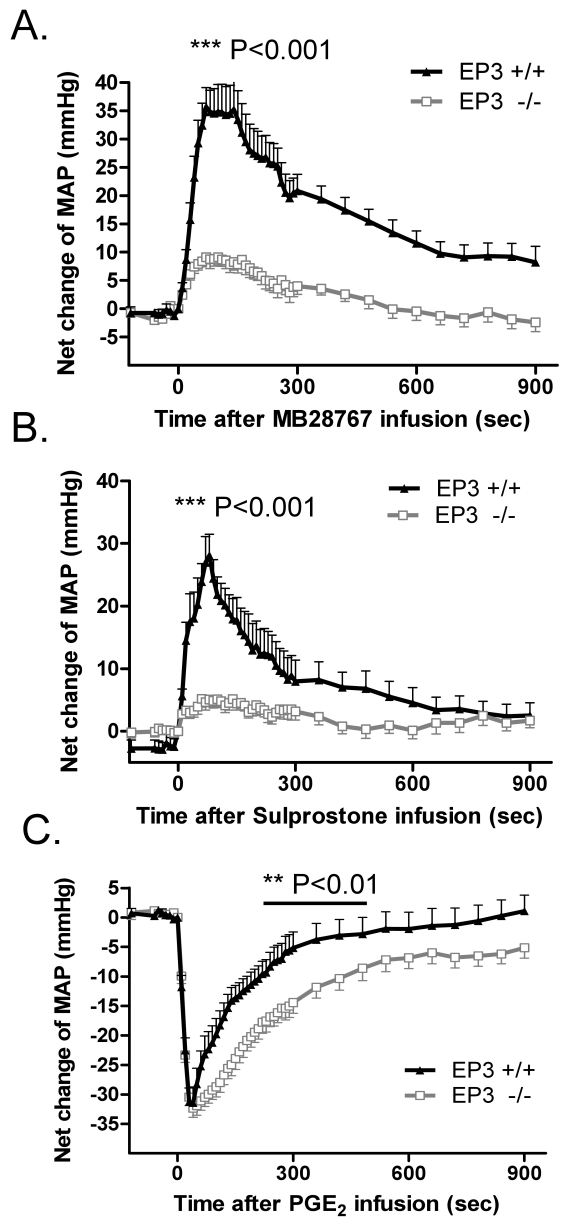 A.
*** P<0.001
EP3 +/+
EP3 -/-
Net change of MAP (mmHg)
40
35
30
25
20
15
10
5
0
-5
0 300 600 900
Time after MB28767 infusion (sec)
B.
*** P<0.001
EP3 +/+
EP3 -/-
Net change of MAP (mmHg)
40
30
20
10
0
0 300 600 900
Time after Sulprostone infusion (sec)
C.
** P<0.01
Net change of MAP (mmHg)
5
0
-5
-10
-15
-20
-25
-30
-35
EP3 +/+
EP3 -/-
0 300 600 900
Time after PGE2 infusion (sec)